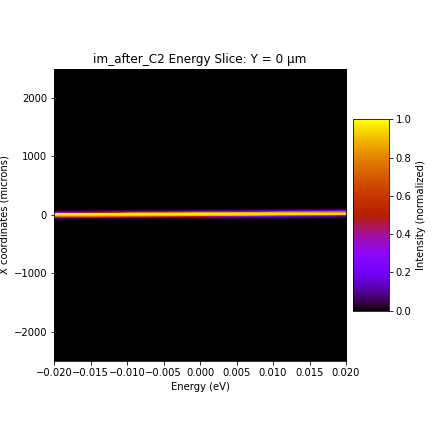 im_after_C2 Energy Slice: Y = 0 μm
X coordinates (microns)
2000
1000
0
−1000
−2000
−0.020 −0.015 −0.010 −0.005 0.000 0.005 0.010 0.015 0.020
Energy (eV)
1.0
0.8
0.6
0.4
0.2
0.0
Intensity (normalized)